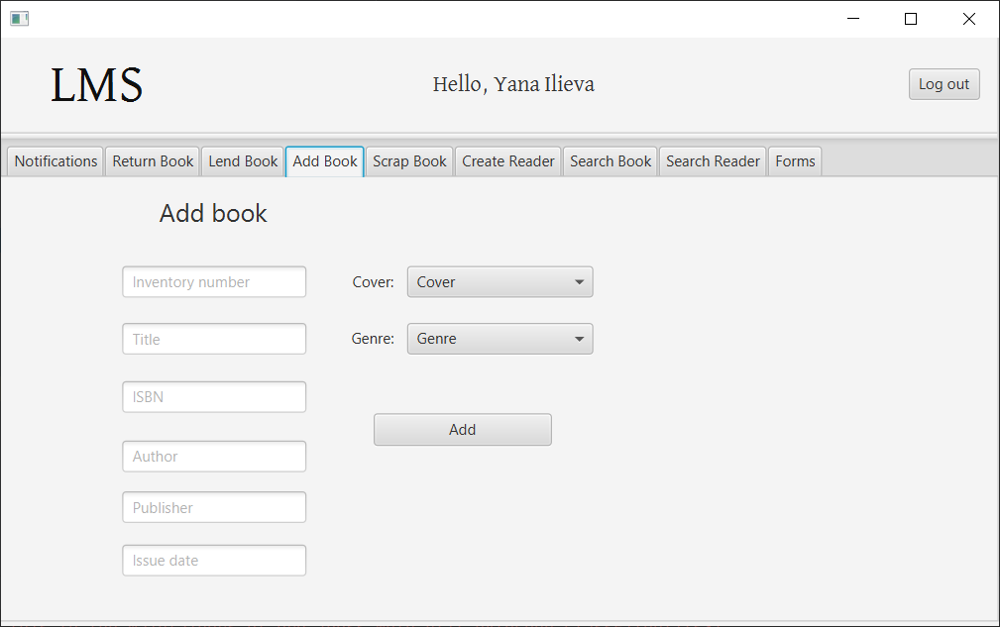 LMS
Hello, Yana Ilieva
Log out
Notifications Return Book Lend Book Add Book Scrap Book Create Reader Search Book Search Reader Forms
Add book
Inventory number Cover: Cover
Title Genre: Genre
ISBN
Add
Author
Publisher
Issue date